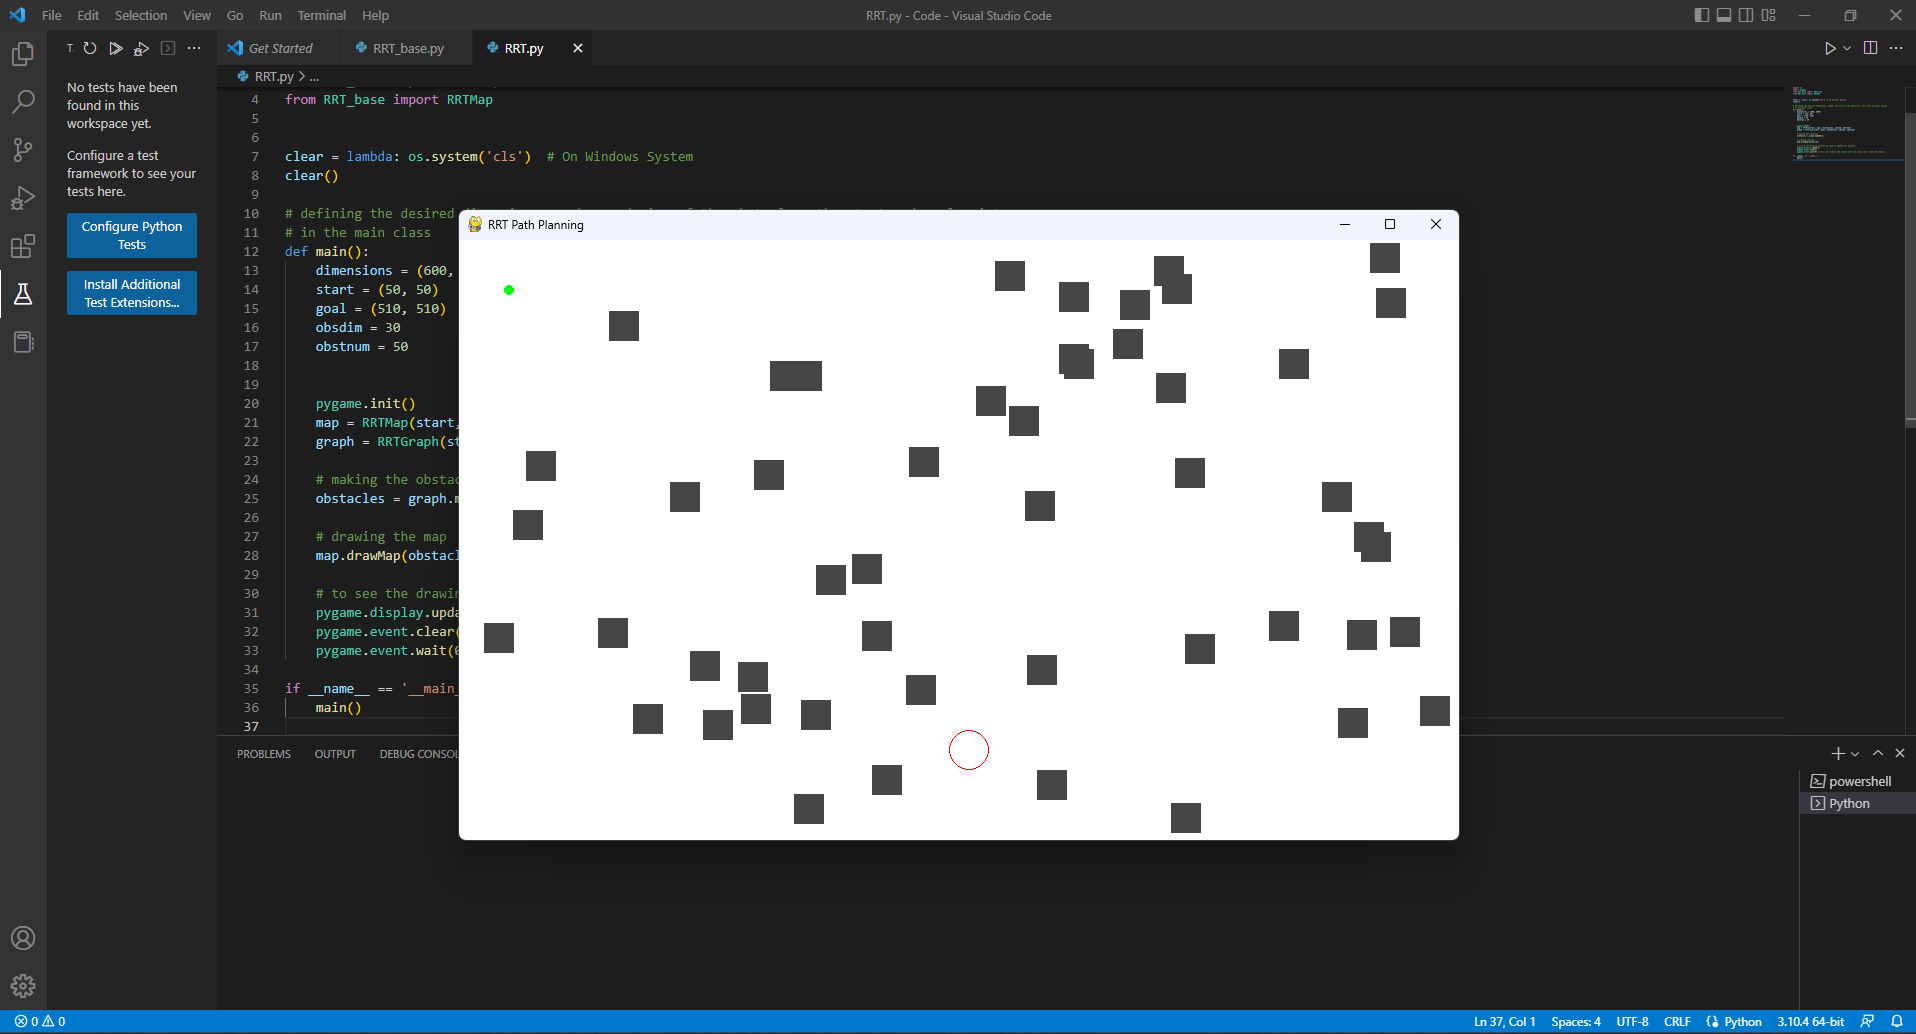 File Edit Selection View Go Run Terminal Help
RRT.py - Code - Visual Studio Code
T.
Get Started
RRT_base.py
RRT.py
RRT.py > ...
No tests have been
found in this
workspace yet.
Configure a test
framework to see your
tests here.
Configure Python
Tests
Install Additional
Test Extensions...
4 from RRT_base import RRTMap
5
6
7 clear = lambda: os.system('cls') # On Windows System
8 clear()
9
10 # defining the desired
11 # in the main class
12 def main():
13 dimensions = (600,
14 start = (50, 50)
15 goal = (510, 510)
16 obsdim = 30
17 obstnum = 50
18
19
20 pygame.init()
21 map = RRTMap(start,
22 graph = RRTGraph(st
23
24 # making the obstac
25 obstacles = graph.m
26
27 # drawing the map
28 map.drawMap(obstacl
29
30 # to see the drawin
31 pygame.display.upda
32 pygame.event.clear(
33 pygame.event.wait(0
34
35 if __name__ == '__main_
36 main()
37
RRT Path Planning
PROBLEMS OUTPUT DEBUG CONSOL
powershell
Python
0 0
Ln 37, Col 1 Spaces: 4 UTF-8 CRLF Python 3.10.4 64-bit